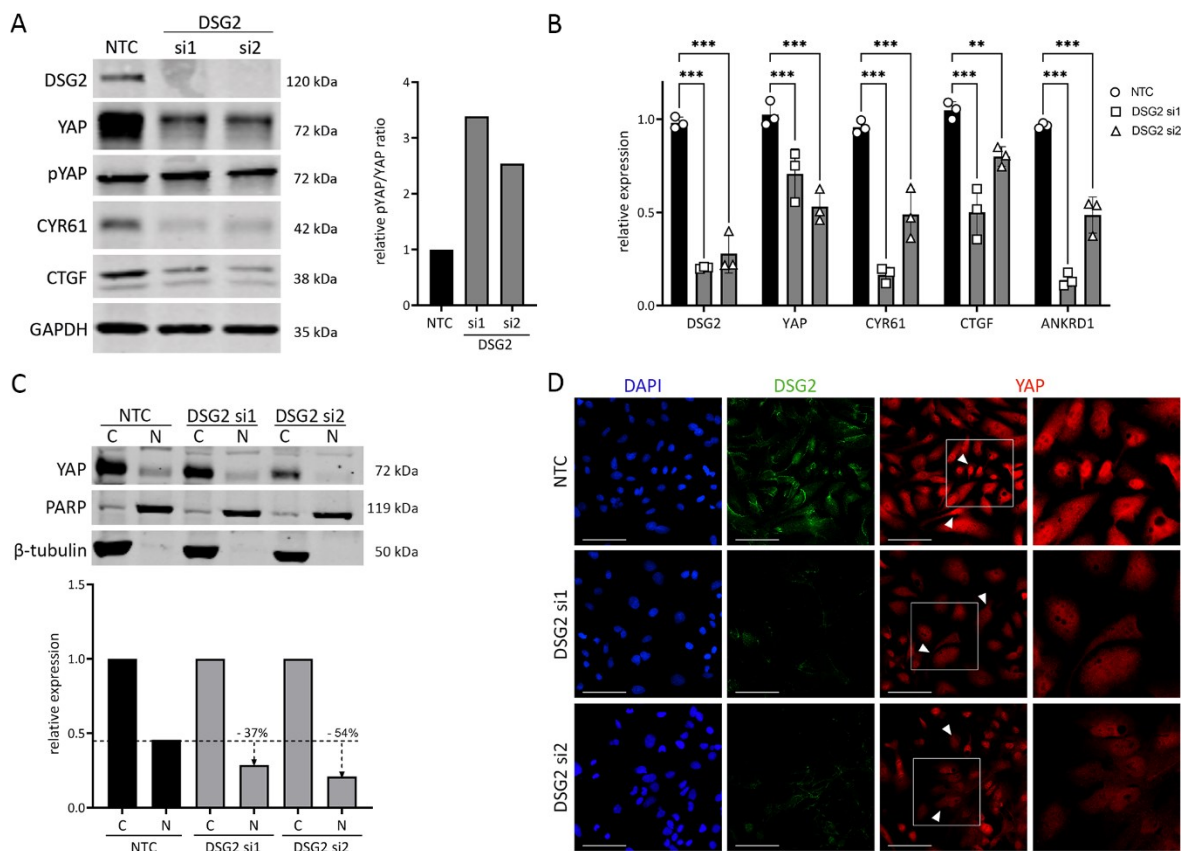 A
DSG2
NTC si1 si2
DSG2 120 kDa
YAP 72 kDa
pYAP 72 kDa
CYR61 42 kDa
CTGF 38 kDa
GAPDH 35 kDa
relative pYAP/YAP ratio
4
3
2
1
0
NTC si1 si2
DSG2
B
relative expression
1.0
0.5
0.0
*** *** *** ** ***
*** *** *** *** ***
NTC
DSG2 si1
DSG2 si2
DSG2 YAP CYR61 CTGF ANKRD1
C
NTC DSG2 si1 DSG2 si2
C N C N C N
YAP 72 kDa
PARP 119 kDa
β-tubulin 50 kDa
relative expression
1.5
1.0
0.5
0.0
- 37% - 54%
C N C N C N
NTC DSG2 si1 DSG2 si2
D
DAPI DSG2 YAP
NTC
DSG2 si1
DSG2 si2